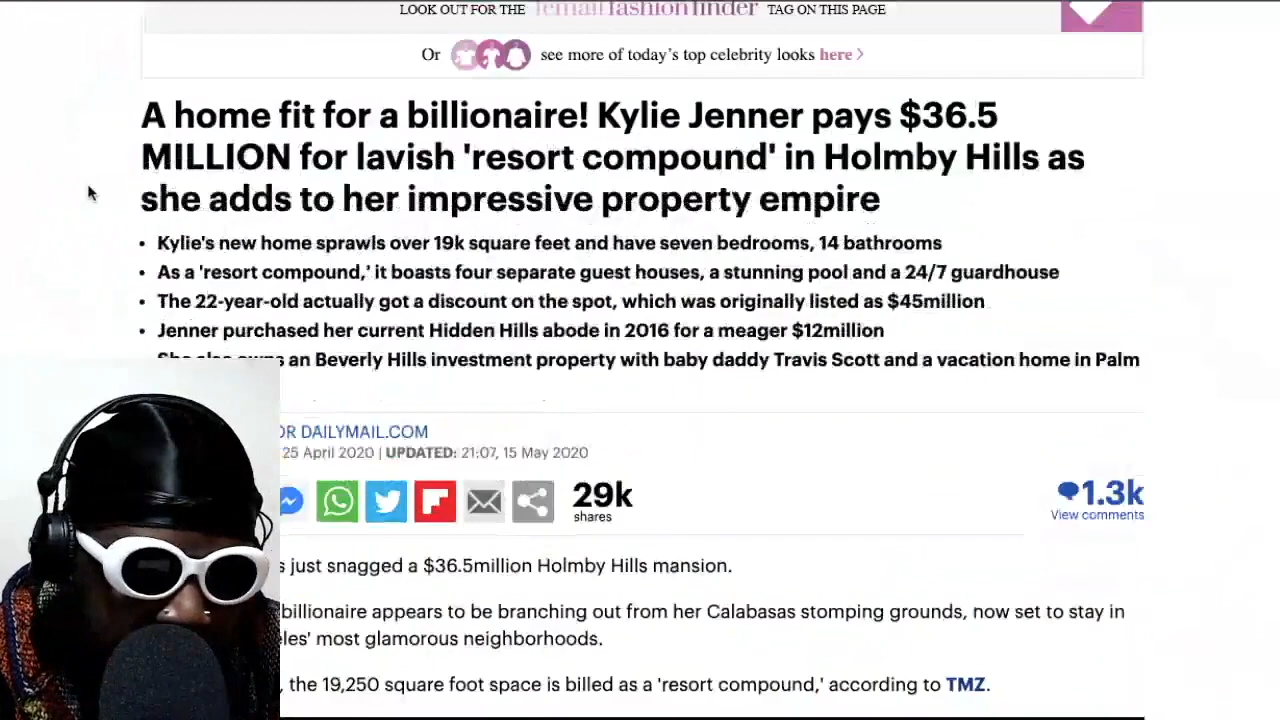 LOOK OUT FOR THE femail fashion finder TAG ON THIS PAGE
Or see more of today's top celebrity looks here >
A home fit for a billionaire! Kylie Jenner pays $36.5
MILLION for lavish 'resort compound' in Holmby Hills as
she adds to her impressive property empire
• Kylie's new home sprawls over 19k square feet and have seven bedrooms, 14 bathrooms
• As a 'resort compound,' it boasts four separate guest houses, a stunning pool and a 24/7 guardhouse
• The 22-year-old actually got a discount on the spot, which was originally listed as $45million
• Jenner purchased her current Hidden Hills abode in 2016 for a meager $12million
She also owns an Beverly Hills investment property with baby daddy Travis Scott and a vacation home in Palm
OR DAILYMAIL.COM
25 April 2020 | UPDATED: 21:07, 15 May 2020
29k
shares
1.3k
View comments
s just snagged a $36.5million Holmby Hills mansion.
billionaire appears to be branching out from her Calabasas stomping grounds, now set to stay in
eles' most glamorous neighborhoods.
, the 19,250 square foot space is billed as a 'resort compound,' according to TMZ.